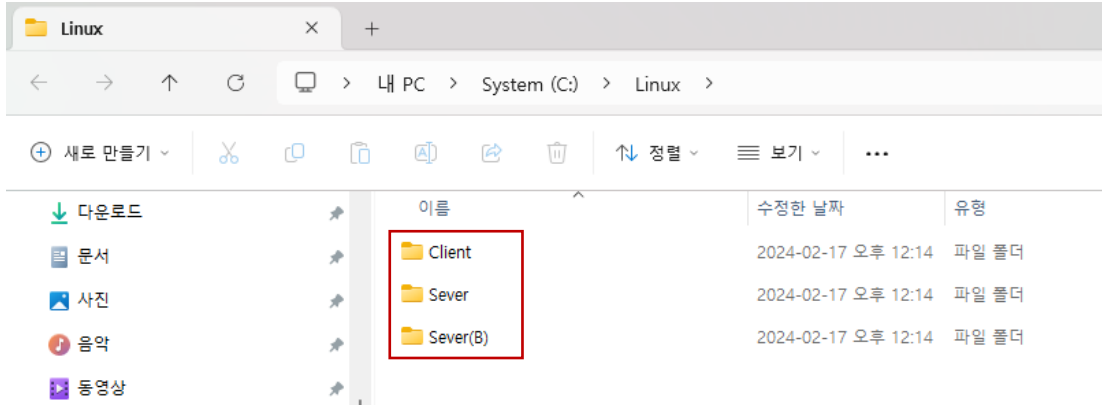 Linux
내 PC > System (C:) > Linux >
새로 만들기 정렬 보기 ...
이름 수정한 날짜 유형
다운로드
문서
사진
음악
동영상
Client 2024-02-17 오후 12:14 파일 폴더
Sever 2024-02-17 오후 12:14 파일 폴더
Sever(B) 2024-02-17 오후 12:14 파일 폴더